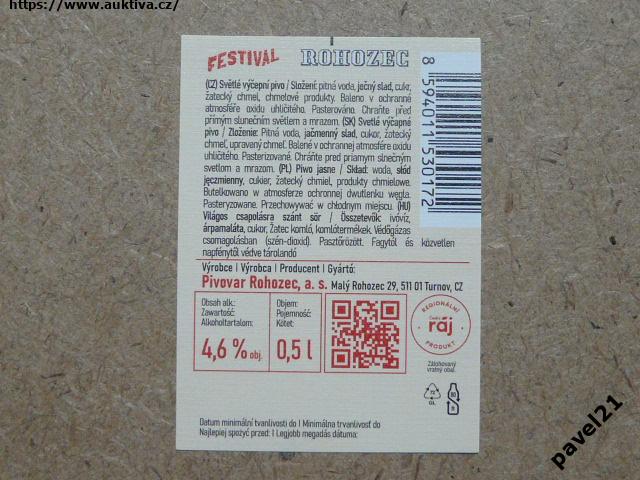 https://www.auktiva.cz/
FESTIVAL ROHOZEC
(CZ) Světlé výčepní pivo / Složení: pitná voda, ječný slad, cukr,
žatecký chmel, chmelové produkty. Baleno v ochranné
atmosféře oxidu uhličitého. Pasterováno. Chraňte před
přímým slunečním světlem a mrazem. (SK) Svetlé výčapné
pivo / Zloženie: Pitná voda, jačmenný slad, cukor, žatecký
chmeľ, upravený chmeľ. Balené v ochrannej atmosfére oxidu
uhličitého. Pasterizované. Chráňte pred priamym slnečným
svetlom a mrazom. (PL) Piwo jasne / Skład: woda, słód
jęczmienny, cukier, żatecký chmiel, produkty chmielowe.
Butelkowano w atmosferze ochronnej dwutlenku węgla.
Pasteryzowane. Przechowywać w chłodnym miejscu. (HU)
Világos csapolásra szánt sör / Összetevők: ivóvíz,
árpamaláta, cukor, Žatec komló, komlótermékek. Védőgázas
csomagolásban (szén-dioxid). Pasztőrözött. Fagytól és közvetlen
napfénytől védve tárolandó
8 594011 530172
Výrobce | Výrobca | Producent | Gyártó:
Pivovar Rohozec, a. s. Malý Rohozec 29, 511 01 Turnov, CZ
Obsah alk.:
Zawartość:
Alkoholtartalom:
4,6 % obj.
Objem:
Pojemność:
Kötet:
0,5 l
REGIONÁLNÍ
Český
ráj
PRODUKT
Zálohovaný
vratný obal.
72
GL
Datum minimální trvanlivosti do | Minimálna trvanlivosť do
Najlepiej spożyć przed: | Legjobb megadás dátuma:
pavel21